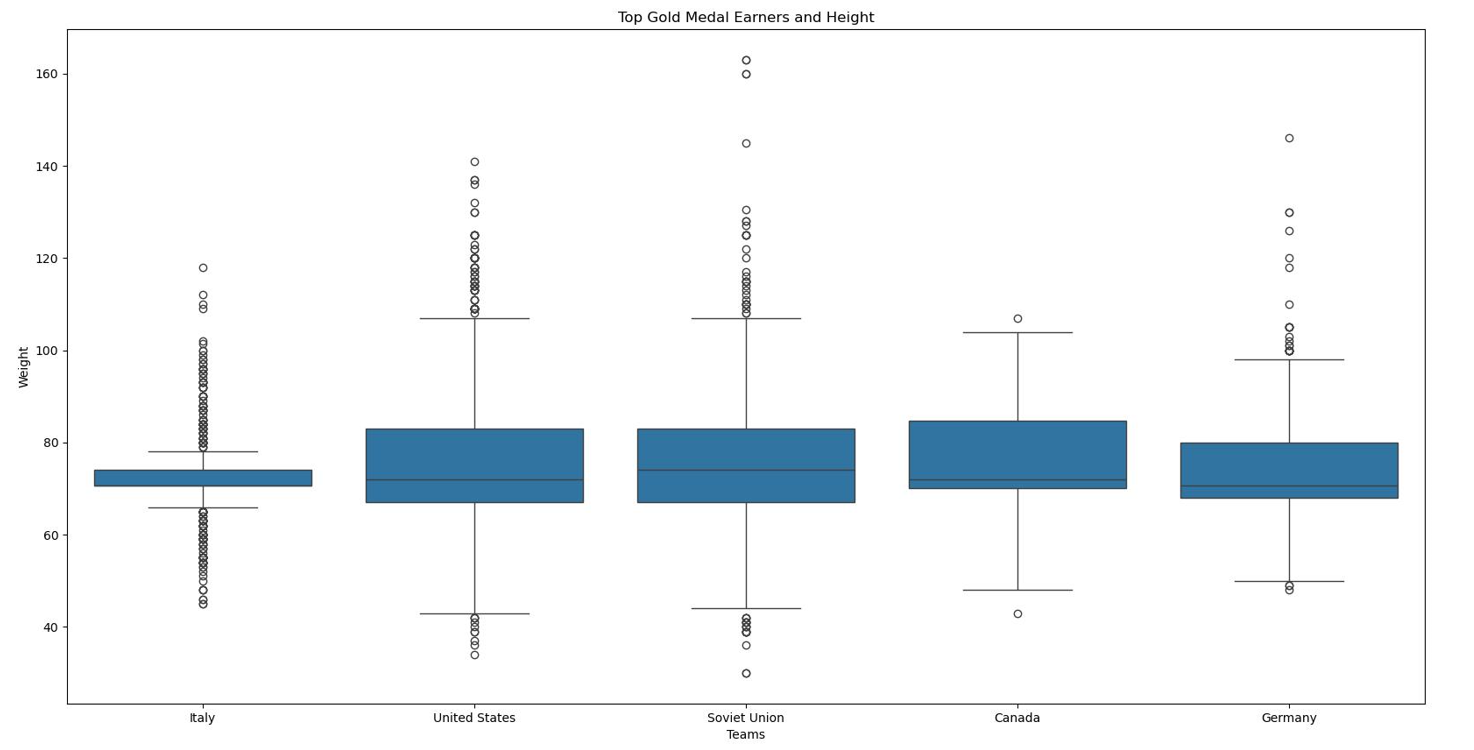 Top Gold Medal Earners and Height
160
140
120
100
80
60
40
Weight
Italy
United States
Soviet Union
Canada
Germany
Teams